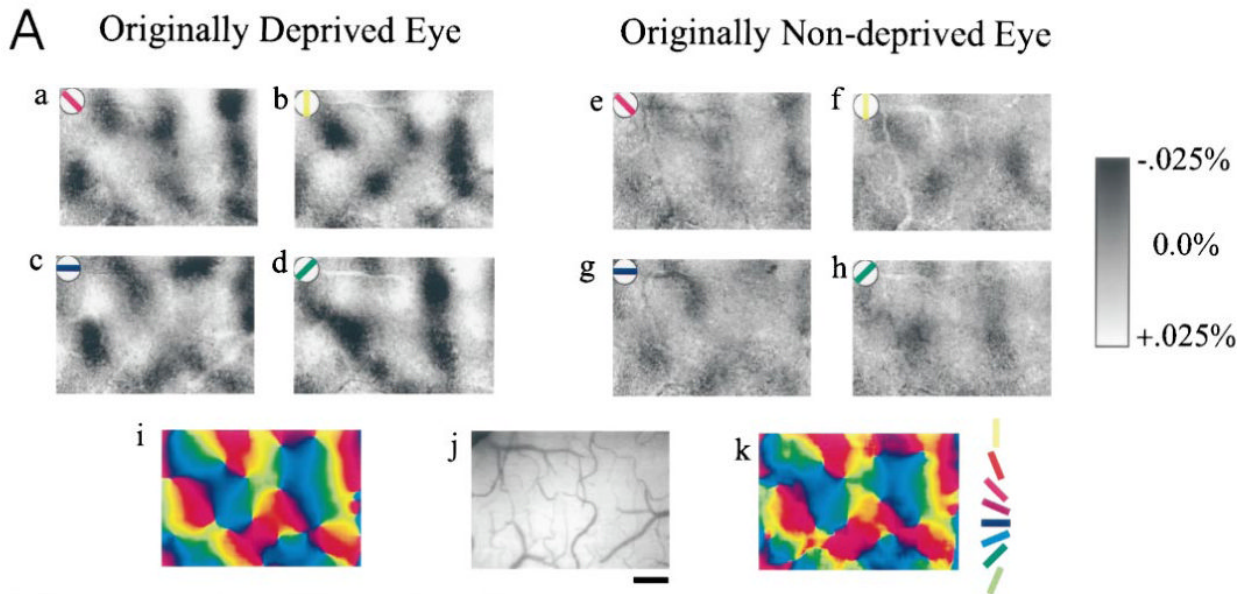 A
Originally Deprived Eye
Originally Non-deprived Eye
a
b
e
f
-.025%
0.0%
+.025%
c
d
g
h
i
j
k